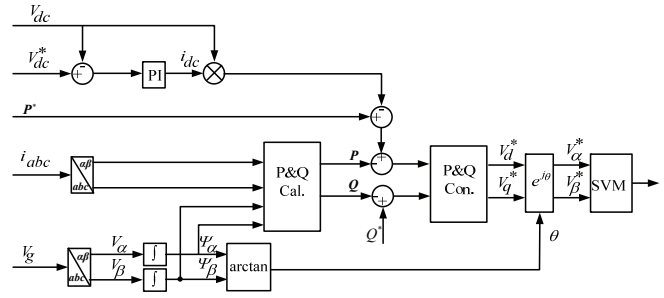 V_dc
V*_dc
+ -
PI
i_dc
P*
-
i_abc
αβ
abc
P&Q
Cal.
P
- +
Q
- +
Q*
P&Q
Con.
V_d*
V_q*
e^jθ
V_α*
V_β*
SVM
V_g
αβ
abc
V_α
V_β
∫
∫
Ψ_α
Ψ_β
arctan
θ